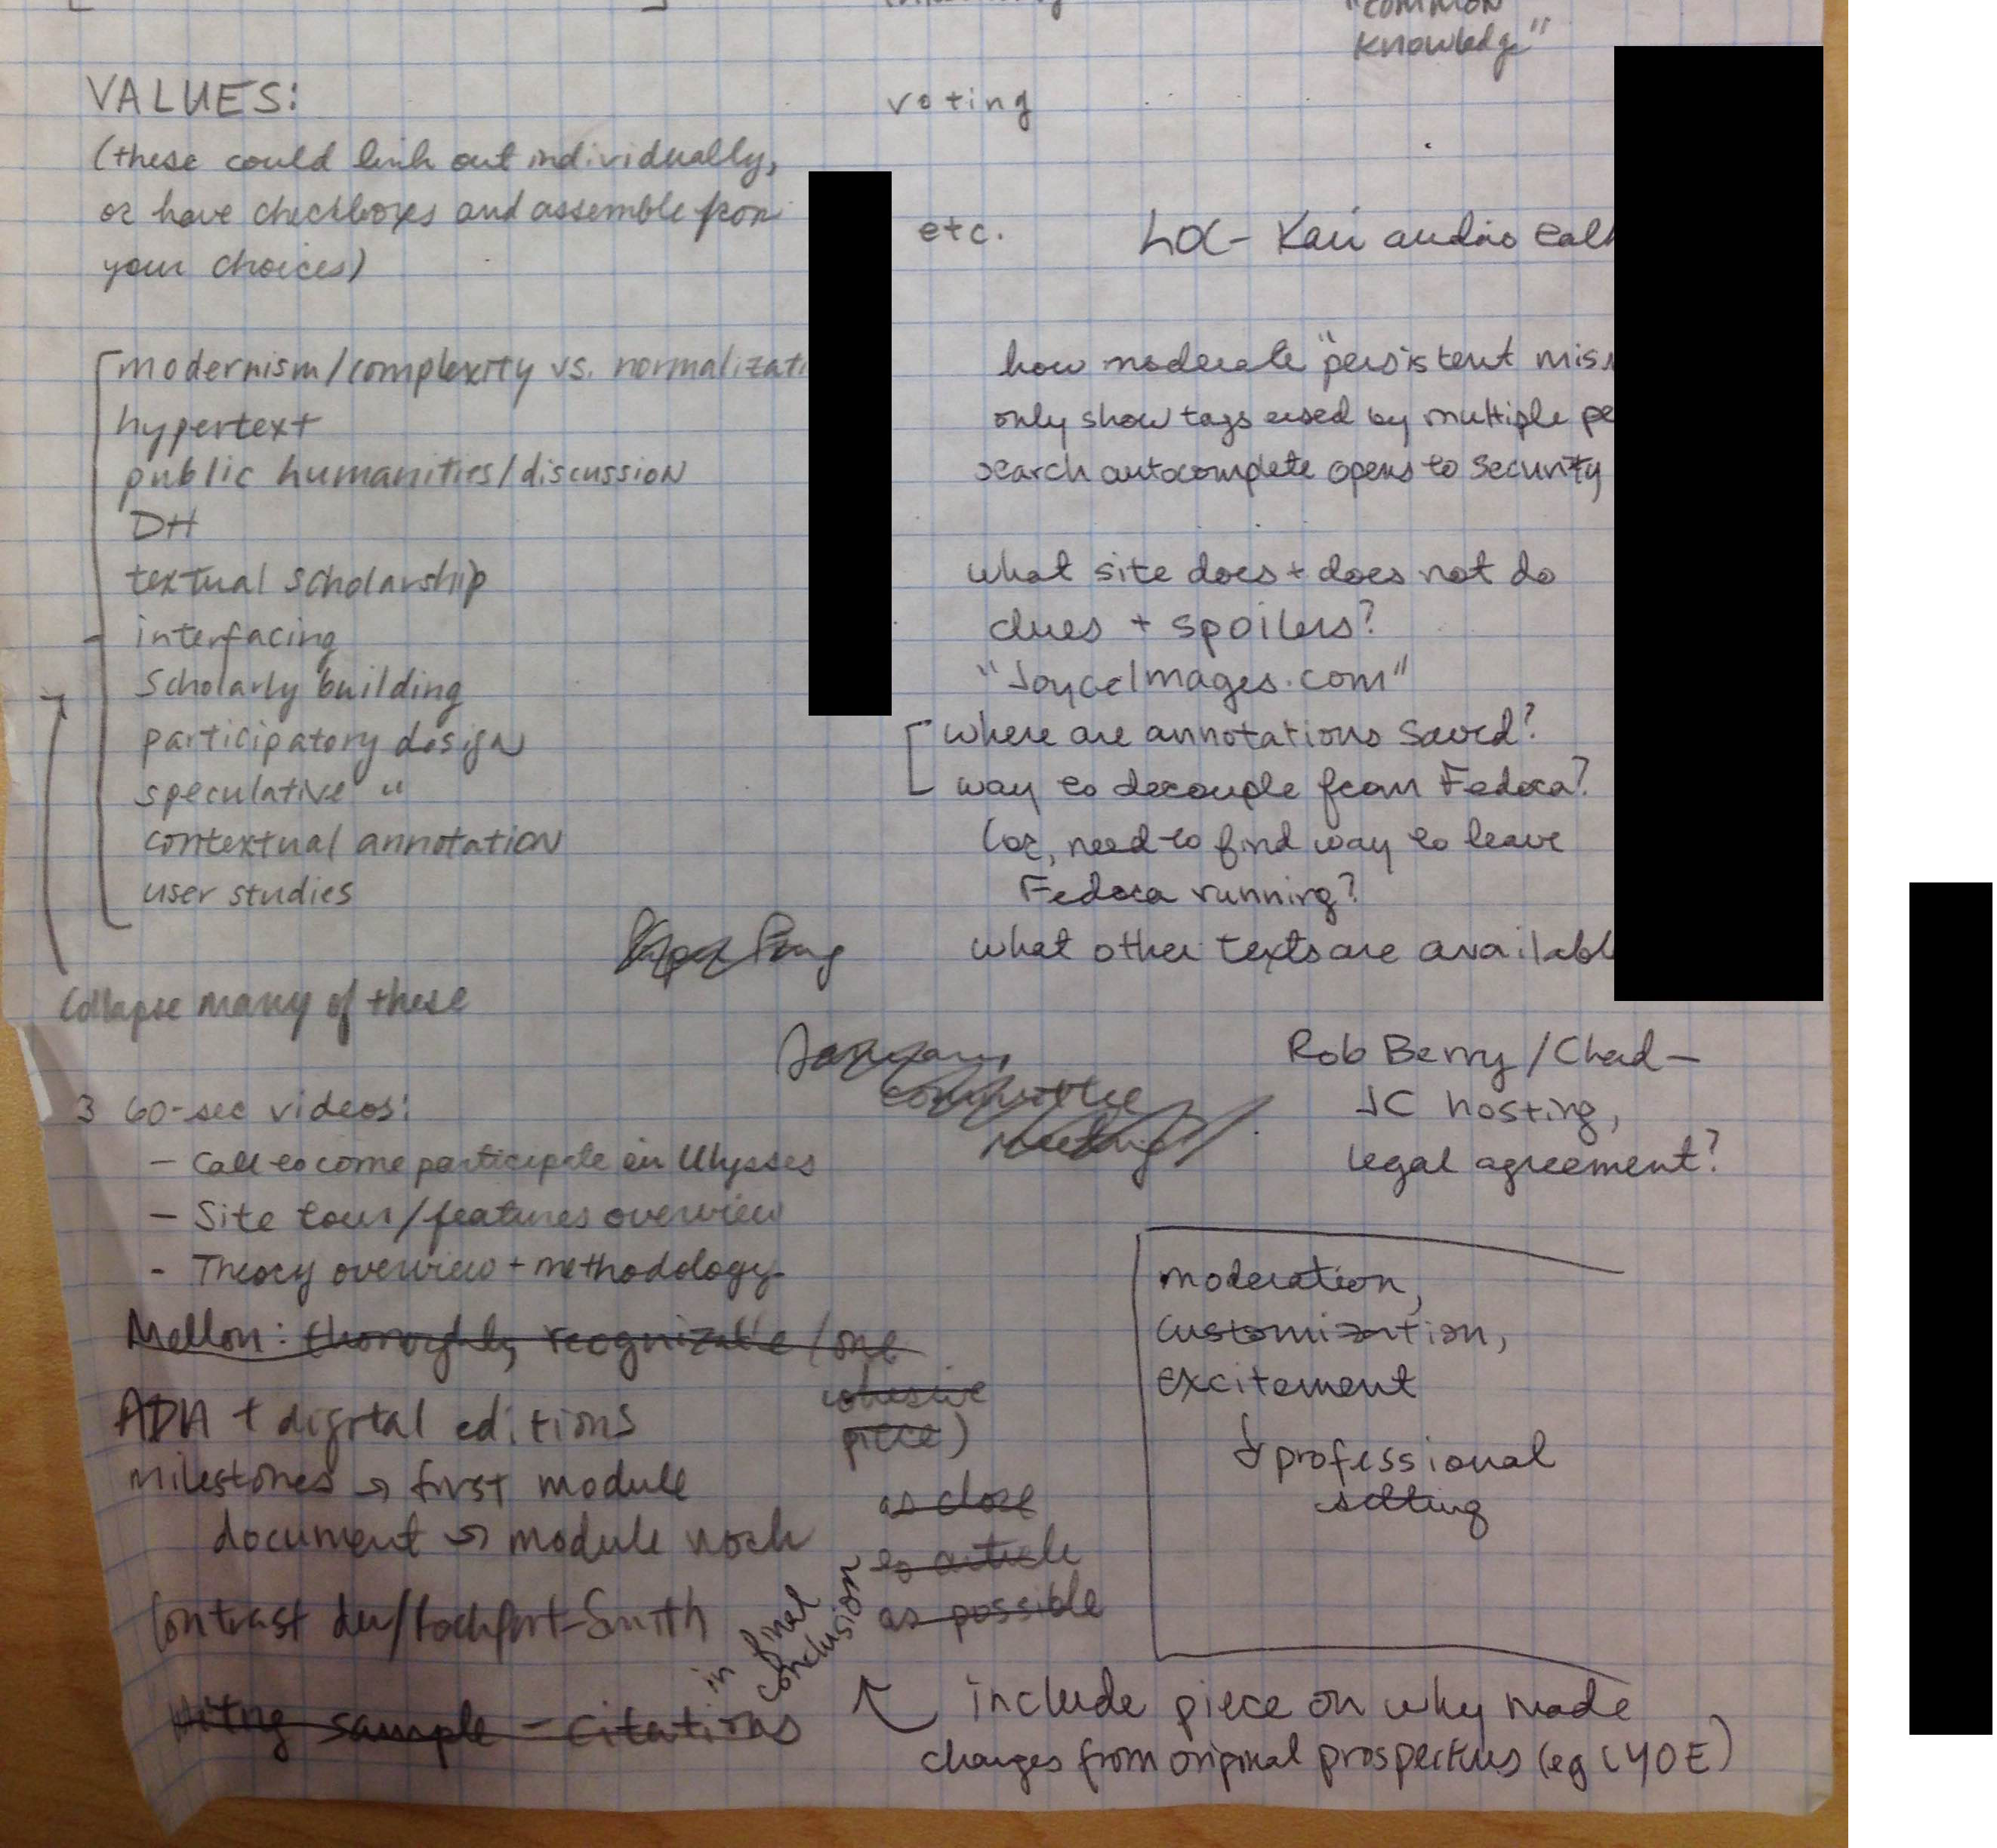 "common
Knowledge"
VALUES:
(these could link out individually,
or have checkboxes and assemble from
your choices)
modernism/complexity vs. normalizati
hypertext
public humanities/discussion
DH
textual scholarship
interfacing
Scholarly building
participatory design
speculative "
contextual annotation
user studies
Collapse many of these
3 60-sec videos:
- Call to come participate in Ulysses
- Site tour/features overview
- Theory overview + methodology
Mellon: thoroughly recognizable / one
cohesive
piece)
ADA + digital editions
milestones → first module
document → module work
as close
to article
as possible
Contrast dev/Rochfort-Smith
in final
conclusion
writing sample - citations
voting
etc.
LOC - Kari audio
how moderate "persistent mis
only show tags used by multiple pe
search autocomplete opens to security
what site does + does not do
clues + spoilers?
"JoyceImages.com"
where are annotations saved?
way to decouple from Fedora?
(or, need to find way to leave
Fedora running?
what other texts are availabl
January
committee
meeting
Rob Berry / Chad -
JC hosting,
legal agreement?
moderation,
customization,
excitement
↳ professional
setting
include piece on why made
changes from original prospectus (eg CYOE)